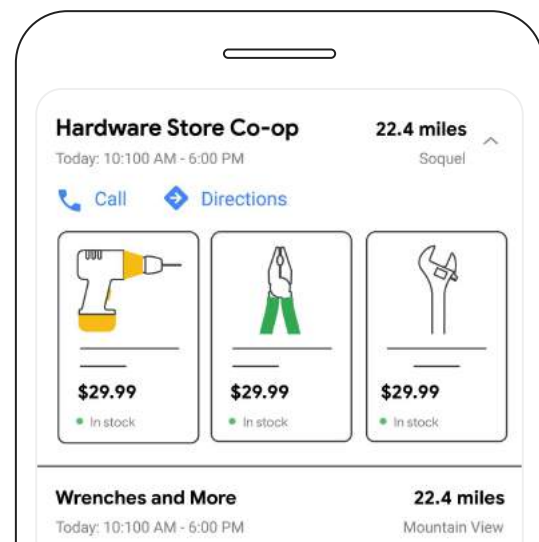 Hardware Store Co-op 22.4 miles
Today: 10:100 AM - 6:00 PM Soquel
Call Directions
$29.99 $29.99 $29.99
In stock In stock In stock
Wrenches and More 22.4 miles
Today: 10:100 AM - 6:00 PM Mountain View